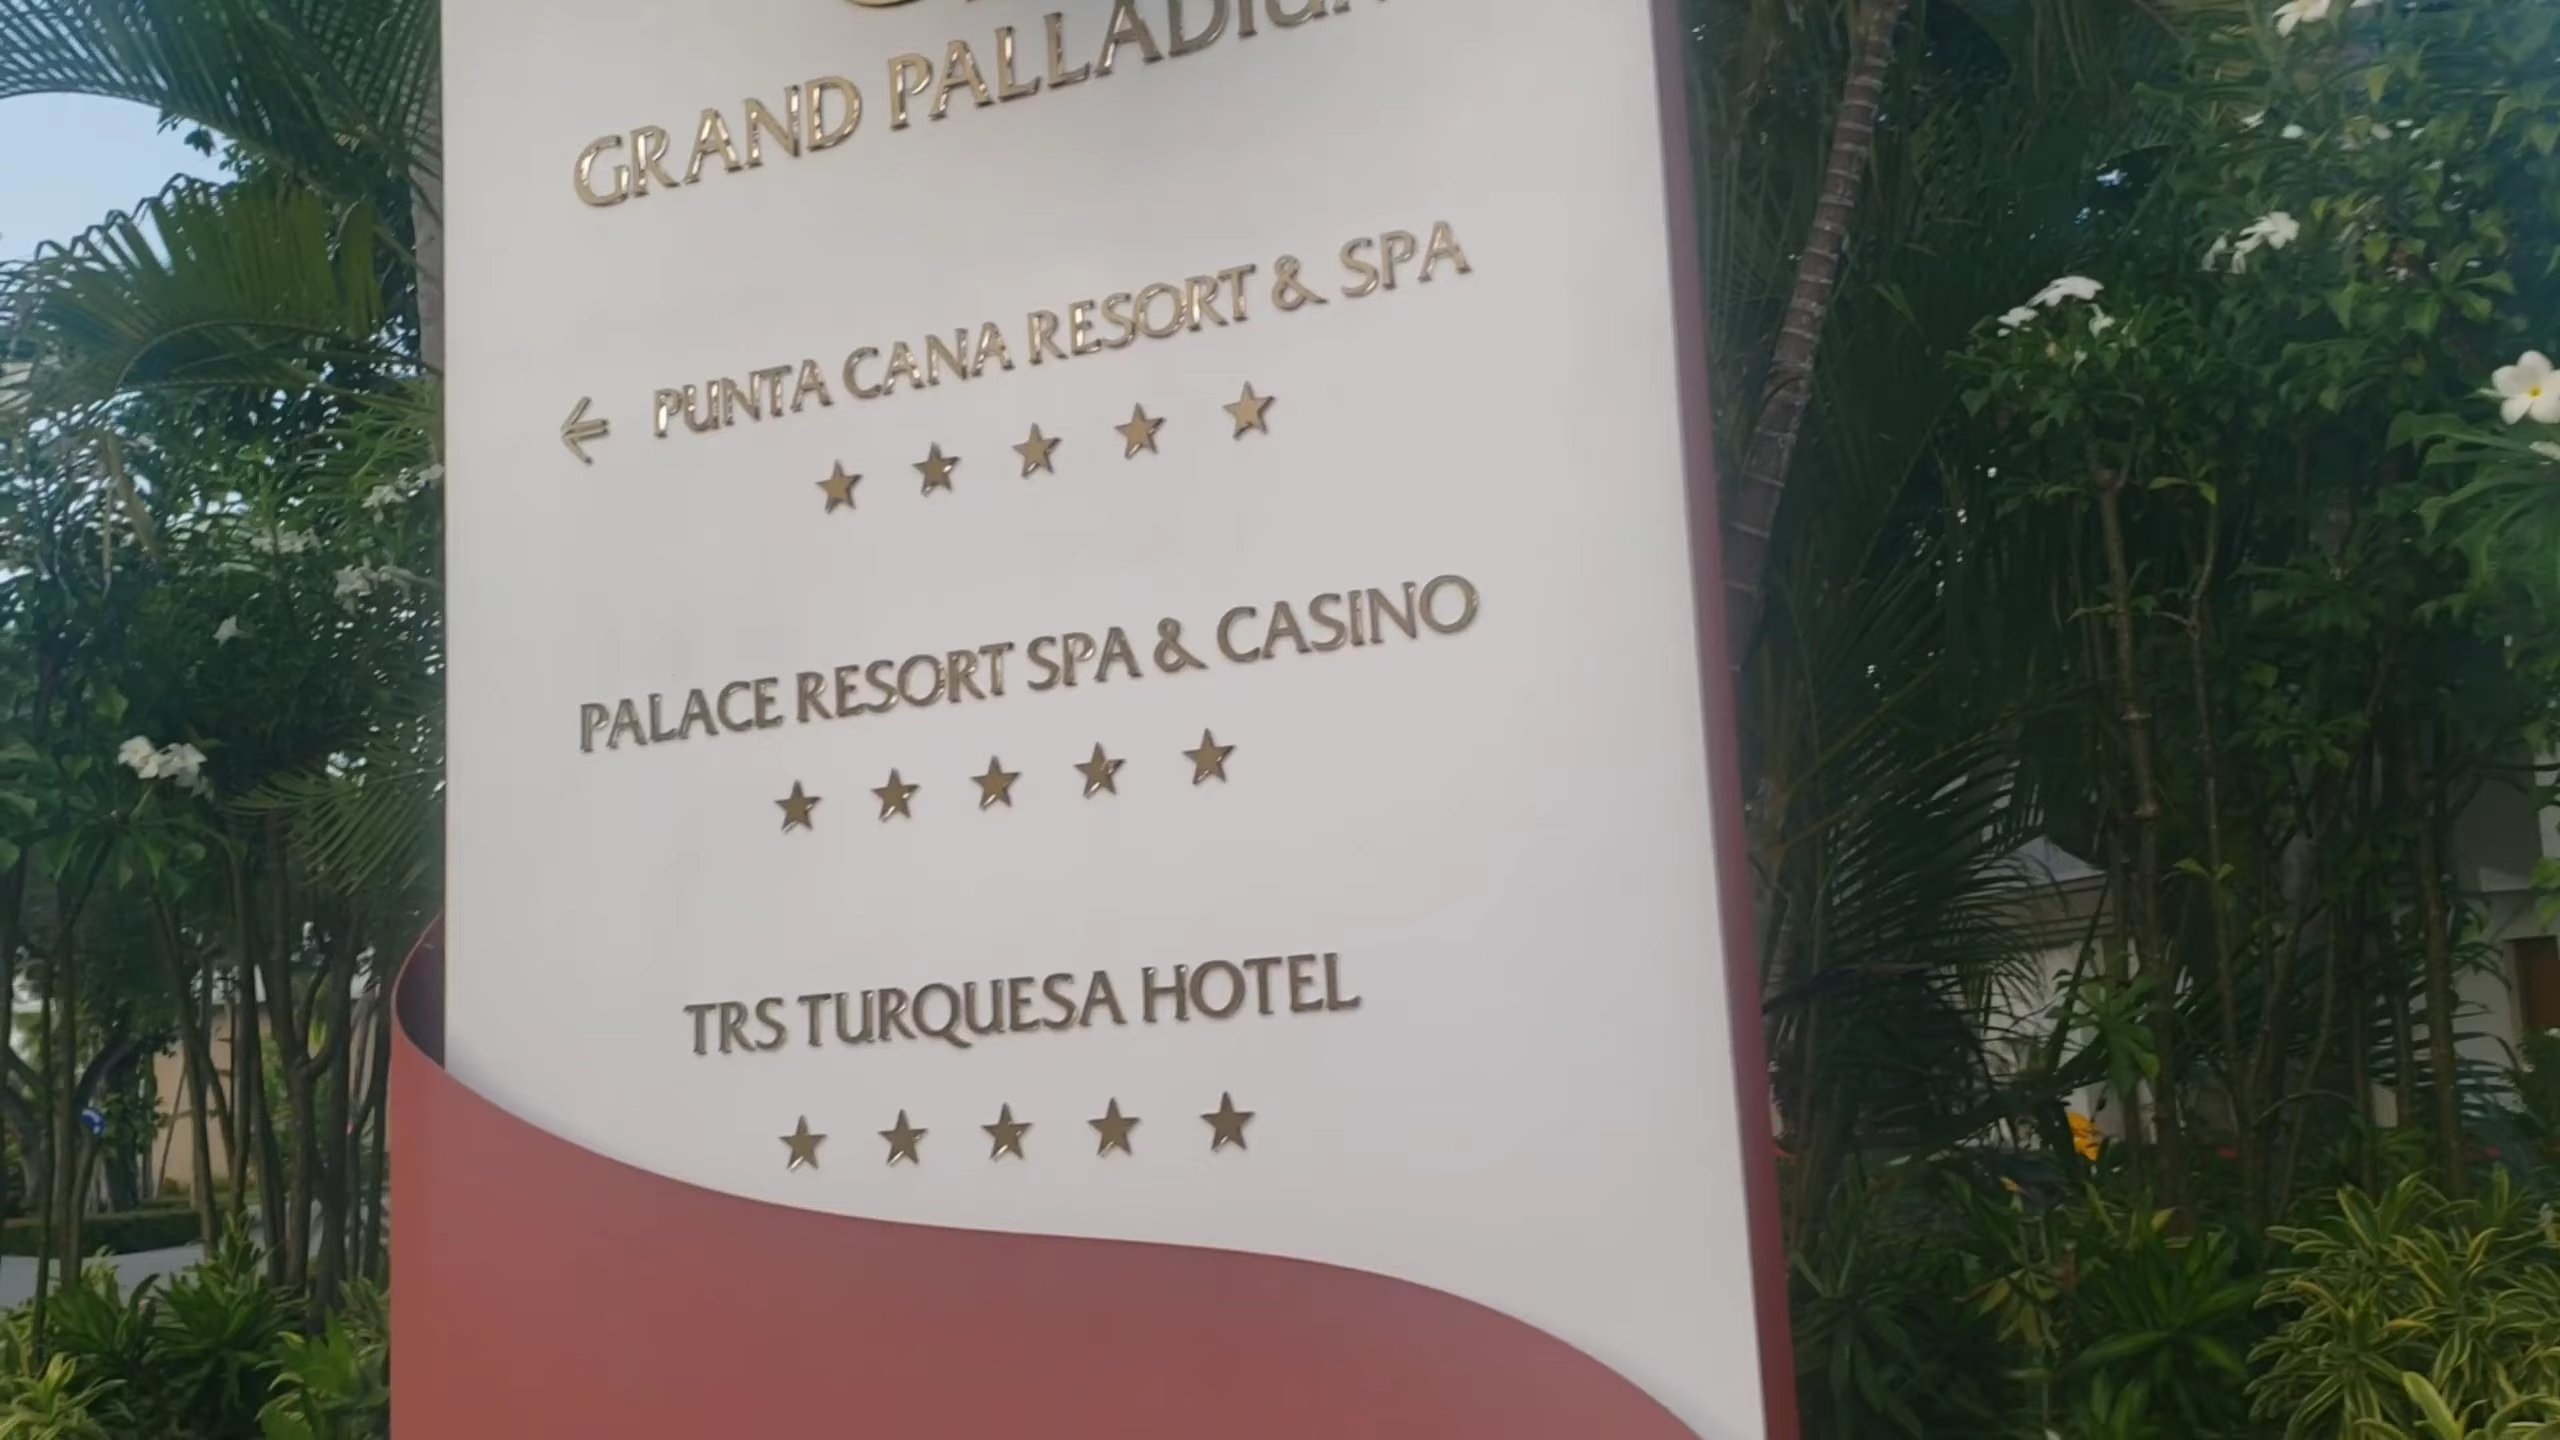 GRAND PALLADIUM
← PUNTA CANA RESORT & SPA
★ ★ ★ ★ ★
PALACE RESORT SPA & CASINO
★ ★ ★ ★ ★
TRS TURQUESA HOTEL
★ ★ ★ ★ ★